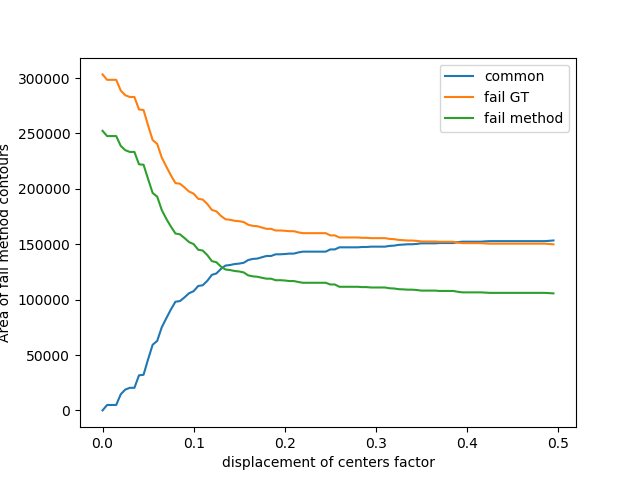 common
fail GT
fail method
300000
250000
200000
150000
100000
50000
0
0.0 0.1 0.2 0.3 0.4 0.5
displacement of centers factor
Area of fail method contours